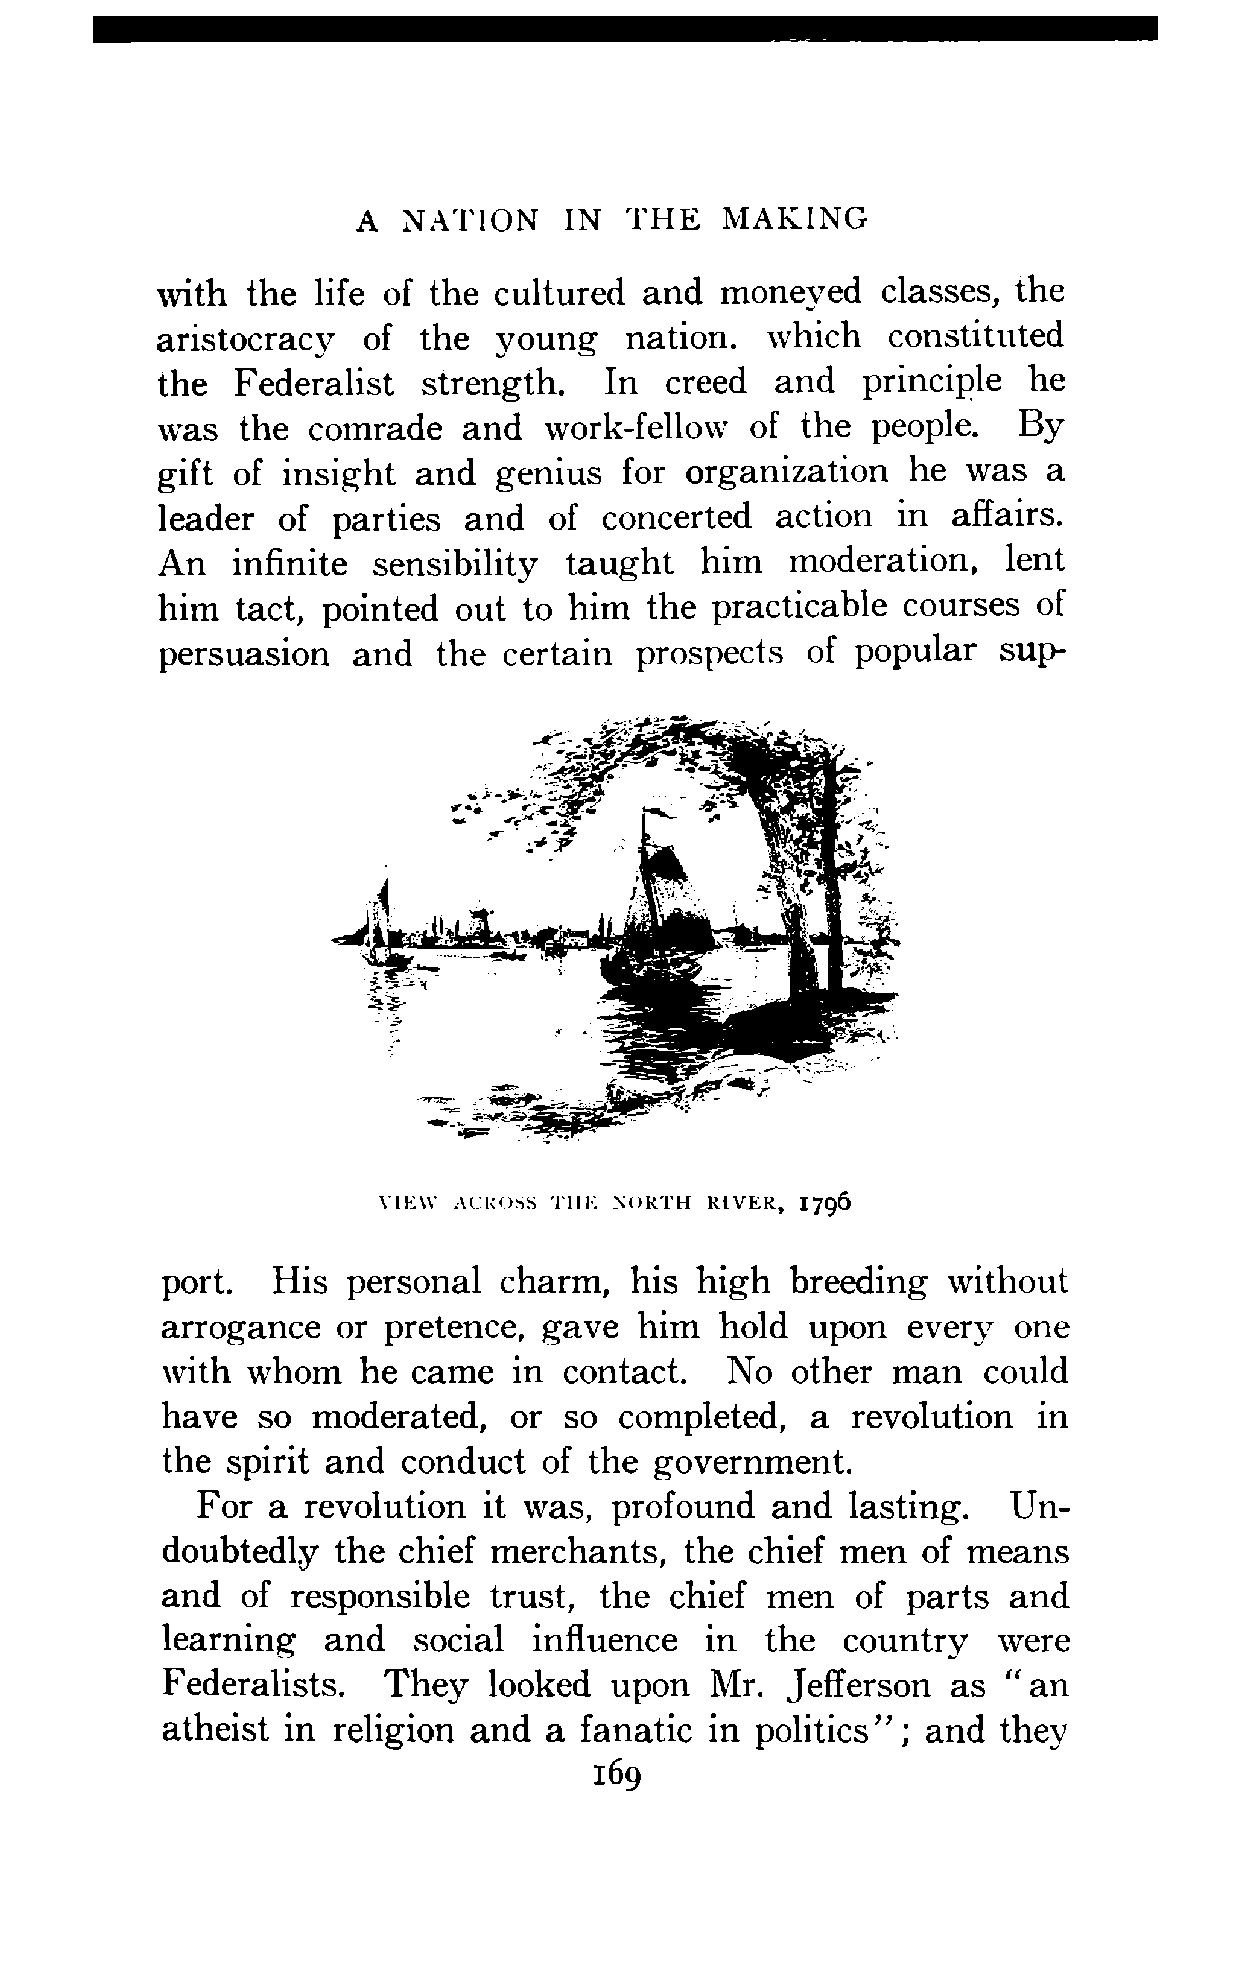 A NATION IN THE MAKING
with the life of the cultured and moneyed classes, the
aristocracy of the young nation. which constituted
the Federalist strength. In creed and principle he
was the comrade and work-fellow of the people. By
gift of insight and genius for organization he was a
leader of parties and of concerted action in affairs.
An infinite sensibility taught him moderation, lent
him tact, pointed out to him the practicable courses of
persuasion and the certain prospects of popular sup-
VIEW ACROSS THE NORTH RIVER, 1796
port. His personal charm, his high breeding without
arrogance or pretence, gave him hold upon every one
with whom he came in contact. No other man could
have so moderated, or so completed, a revolution in
the spirit and conduct of the government.
For a revolution it was, profound and lasting. Un-
doubtedly the chief merchants, the chief men of means
and of responsible trust, the chief men of parts and
learning and social influence in the country were
Federalists. They looked upon Mr. Jefferson as "an
atheist in religion and a fanatic in politics"; and they
169